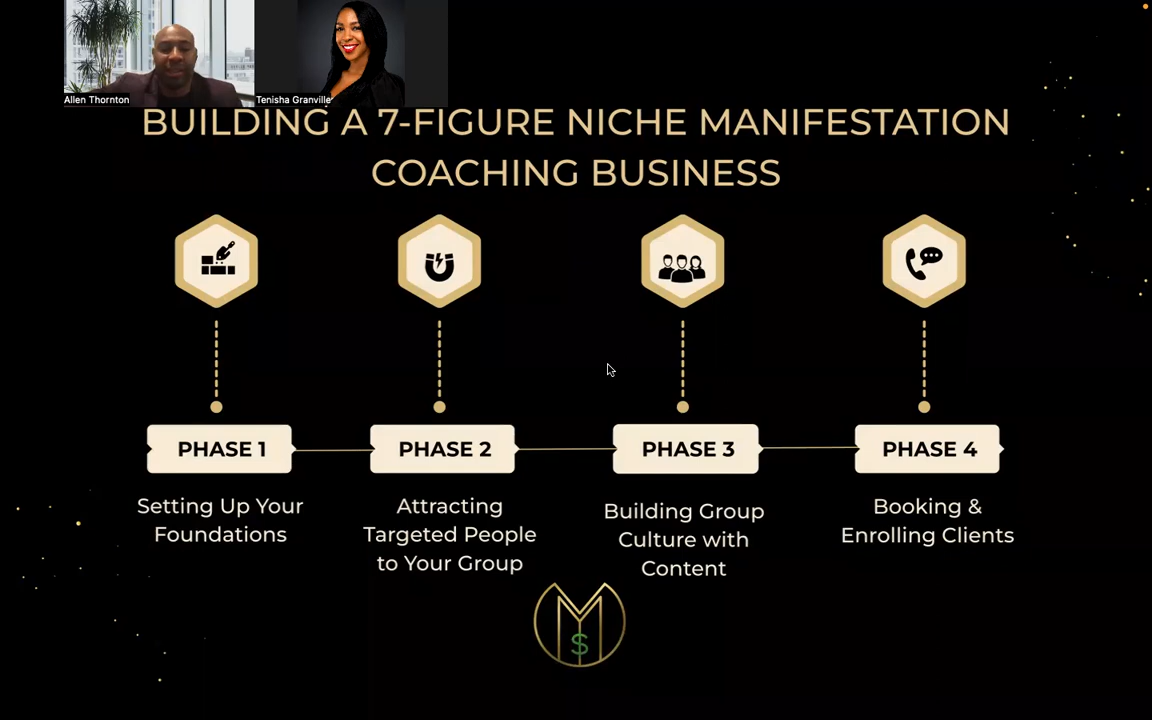 Allen Thornton
Tenisha Granville
BUILDING A 7-FIGURE NICHE MANIFESTATION
COACHING BUSINESS
PHASE 1
PHASE 2
PHASE 3
PHASE 4
Setting Up Your
Foundations
Attracting
Targeted People
to Your Group
Building Group
Culture with
Content
Booking &
Enrolling Clients
M
$